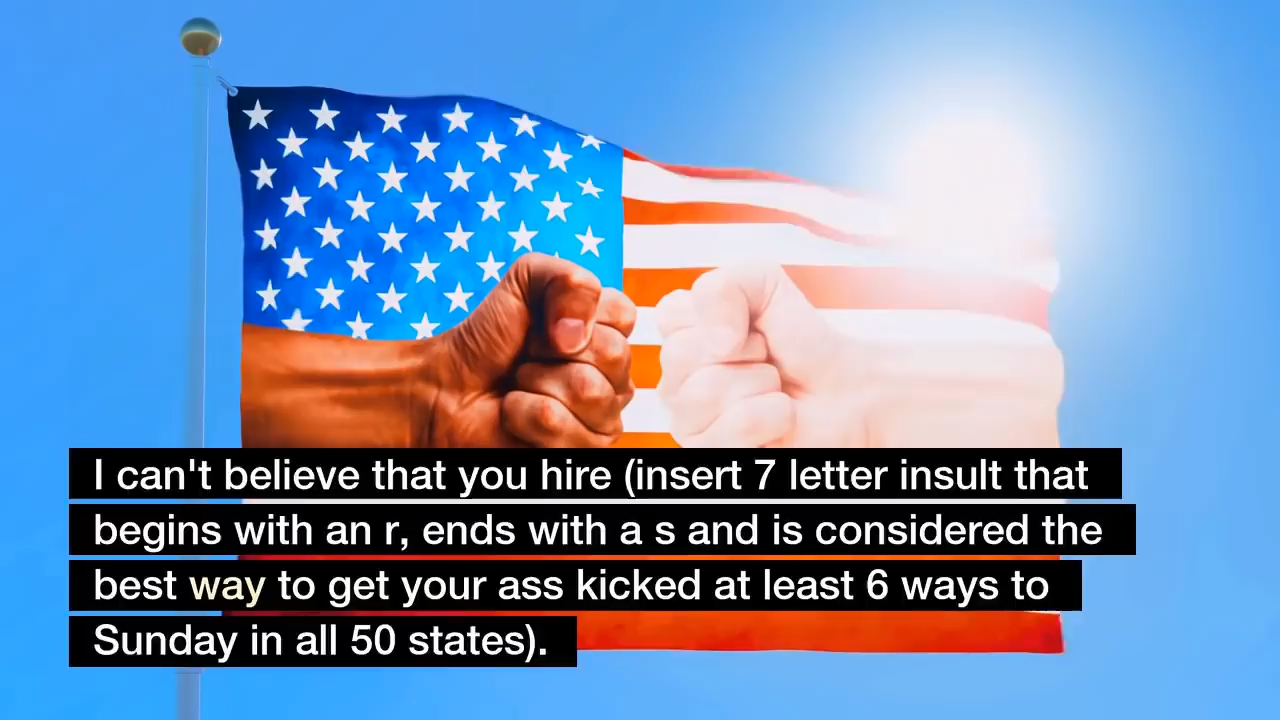 I can't believe that you hire (insert 7 letter insult that
begins with an r, ends with a s and is considered the
best way to get your ass kicked at least 6 ways to
Sunday in all 50 states).